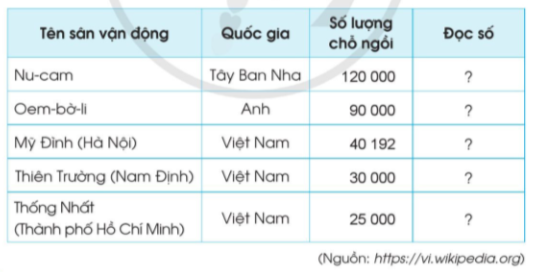 Tên sân vận động Quốc gia Số lượng chỗ ngồi Đọc số
Nu-cam Tây Ban Nha 120 000 ?
Oem-bờ-li Anh 90 000 ?
Mỹ Đình (Hà Nội) Việt Nam 40 192 ?
Thiên Trường (Nam Định) Việt Nam 30 000 ?
Thống Nhất (Thành phố Hồ Chí Minh) Việt Nam 25 000 ?
(Nguồn: https://vi.wikipedia.org)